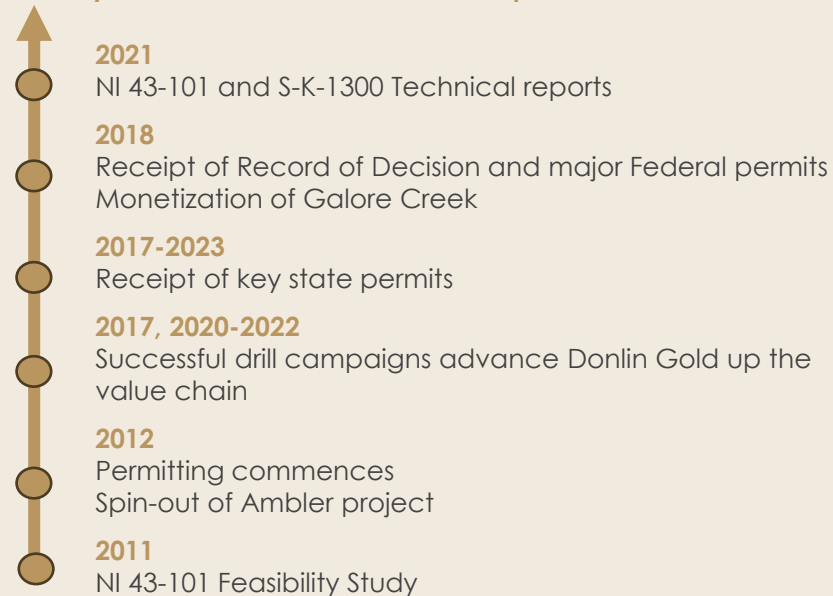 2021
NI 43-101 and S-K-1300 Technical reports
2018
Receipt of Record of Decision and major Federal permits
Monetization of Galore Creek
2017-2023
Receipt of key state permits
2017, 2020-2022
Successful drill campaigns advance Donlin Gold up the
value chain
2012
Permitting commences
Spin-out of Ambler project
2011
NI 43-101 Feasibility Study